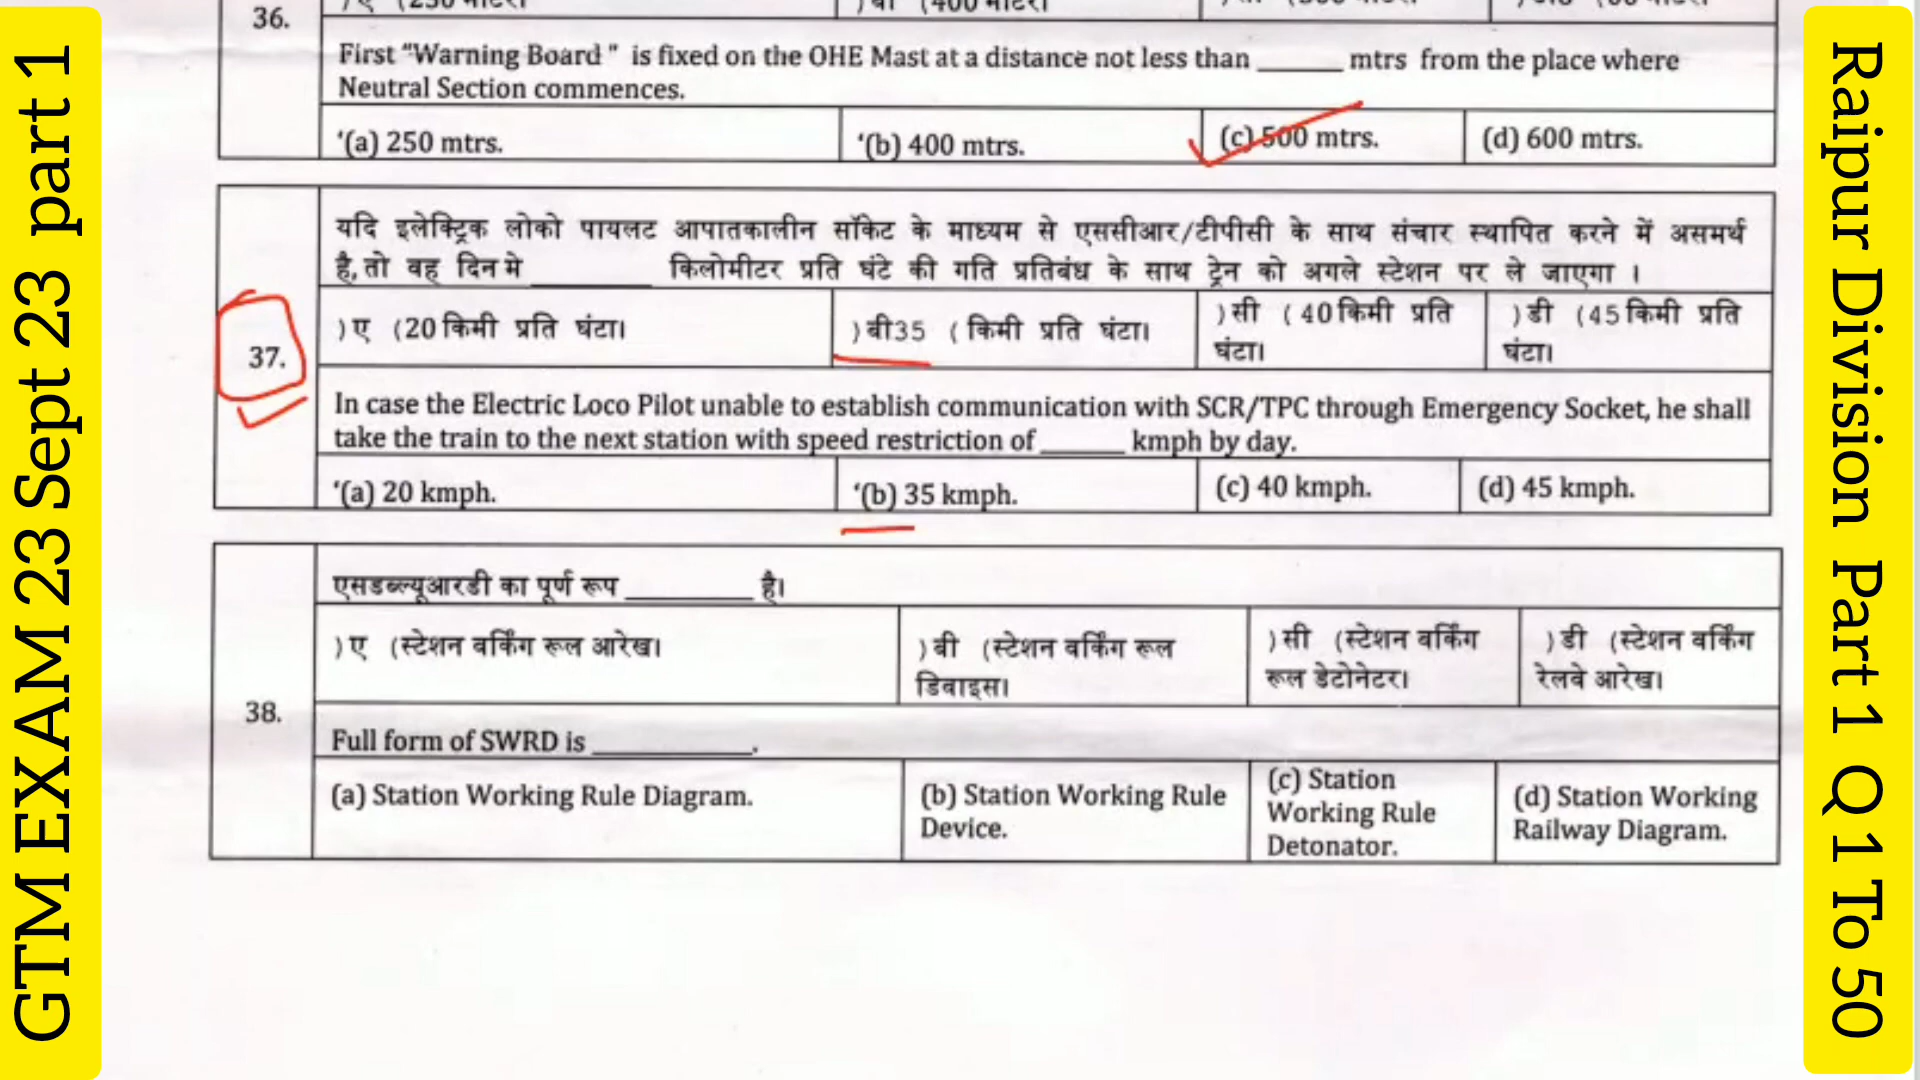 GTM EXAM 23 Sept 23 part 1
Raipur Division Part 1 Q 1 To 50
36.
First “Warning Board ” is fixed on the OHE Mast at a distance not less than ______ mtrs from the place where
Neutral Section commences.
‘(a) 250 mtrs. ‘(b) 400 mtrs. (c) 500 mtrs. (d) 600 mtrs.
37.
यदि इलेक्ट्रिक लोको पायलट आपातकालीन सॉकेट के माध्यम से एससीआर/टीपीसी के साथ संचार स्थापित करने में असमर्थ
है, तो वह दिन मे ________ किलोमीटर प्रति घंटे की गति प्रतिबंध के साथ ट्रेन को अगले स्टेशन पर ले जाएगा ।
)ए (20 किमी प्रति घंटा। )बी35 ( किमी प्रति घंटा। )सी ( 40 किमी प्रति )डी (45 किमी प्रति
घंटा। घंटा।
In case the Electric Loco Pilot unable to establish communication with SCR/TPC through Emergency Socket, he shall
take the train to the next station with speed restriction of ______ kmph by day.
‘(a) 20 kmph. ‘(b) 35 kmph. (c) 40 kmph. (d) 45 kmph.
38.
एसडब्ल्यूआरडी का पूर्ण रूप _________ है।
)ए (स्टेशन वर्किंग रूल आरेख। )बी (स्टेशन वर्किंग रूल )सी (स्टेशन वर्किंग )डी (स्टेशन वर्किंग
डिवाइस। रूल डेटोनेटर। रेलवे आरेख।
Full form of SWRD is ____________.
(a) Station Working Rule Diagram. (b) Station Working Rule (c) Station (d) Station Working
Device. Working Rule Railway Diagram.
Detonator.